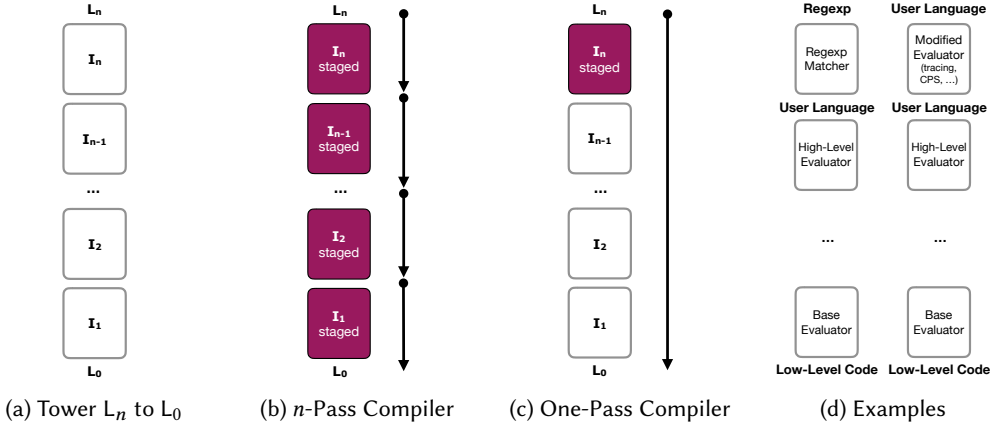 Lₙ
Iₙ
Iₙ₋₁
...
I₂
I₁
L₀
(a) Tower Lₙ to L₀
Lₙ
Iₙ
staged
Iₙ₋₁
staged
...
I₂
staged
I₁
staged
L₀
(b) n-Pass Compiler
Lₙ
Iₙ
staged
Iₙ₋₁
...
I₂
I₁
L₀
(c) One-Pass Compiler
Regexp
Regexp
Matcher
User Language
High-Level
Evaluator
...
Base
Evaluator
Low-Level Code
User Language
Modified
Evaluator
(tracing,
CPS, ...)
User Language
High-Level
Evaluator
...
Base
Evaluator
Low-Level Code
(d) Examples